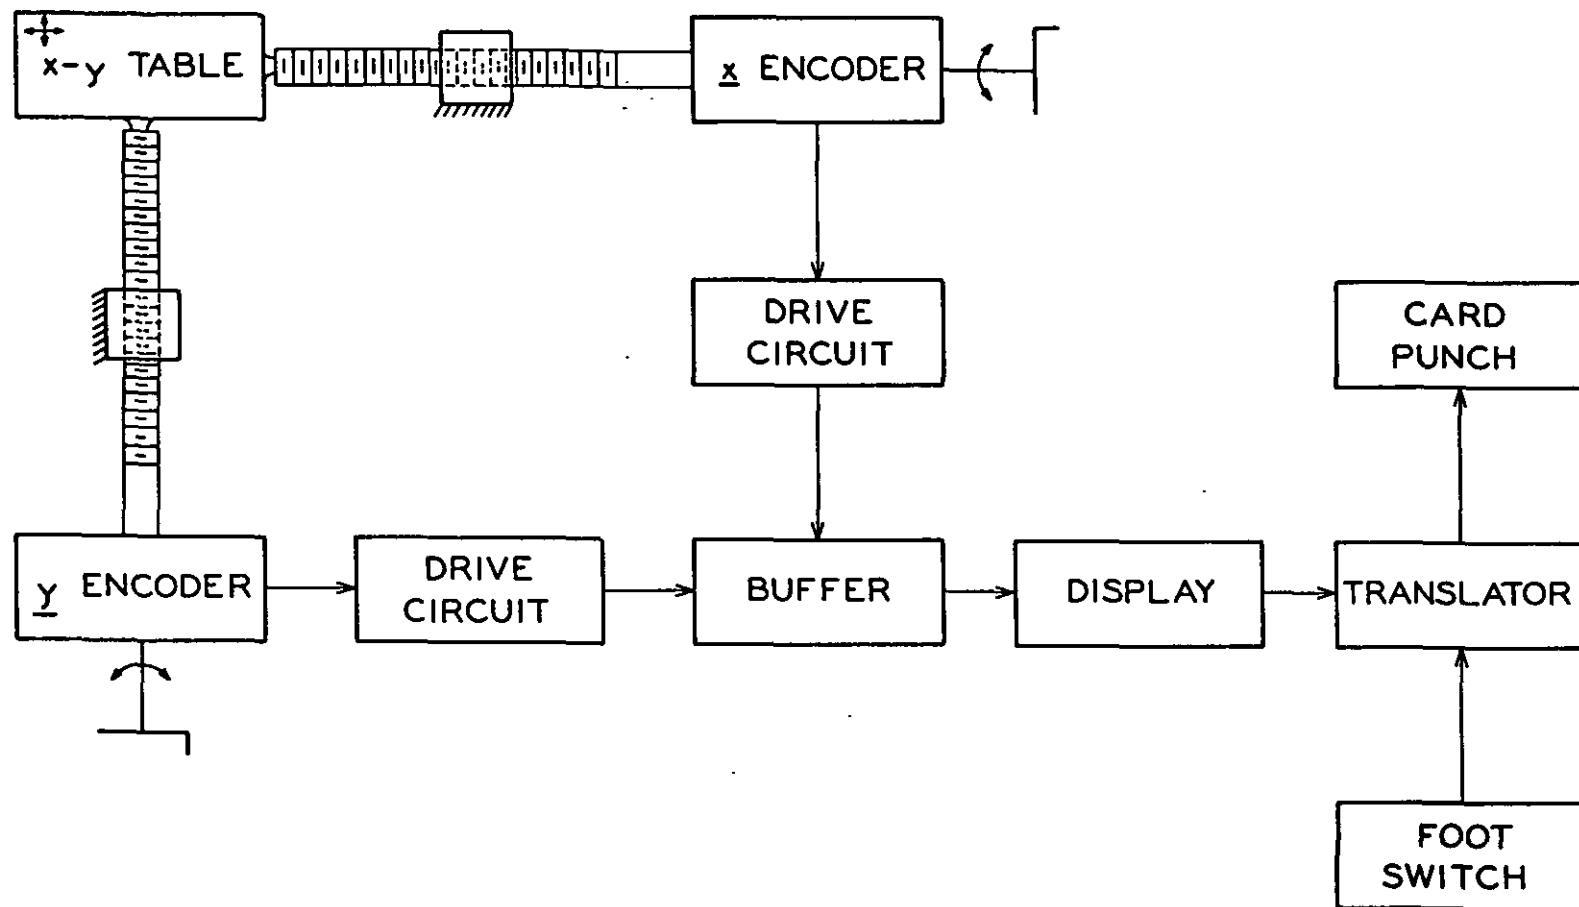 x-y TABLE
x ENCODER
DRIVE
CIRCUIT
CARD
PUNCH
y ENCODER
DRIVE
CIRCUIT
BUFFER
DISPLAY
TRANSLATOR
FOOT
SWITCH